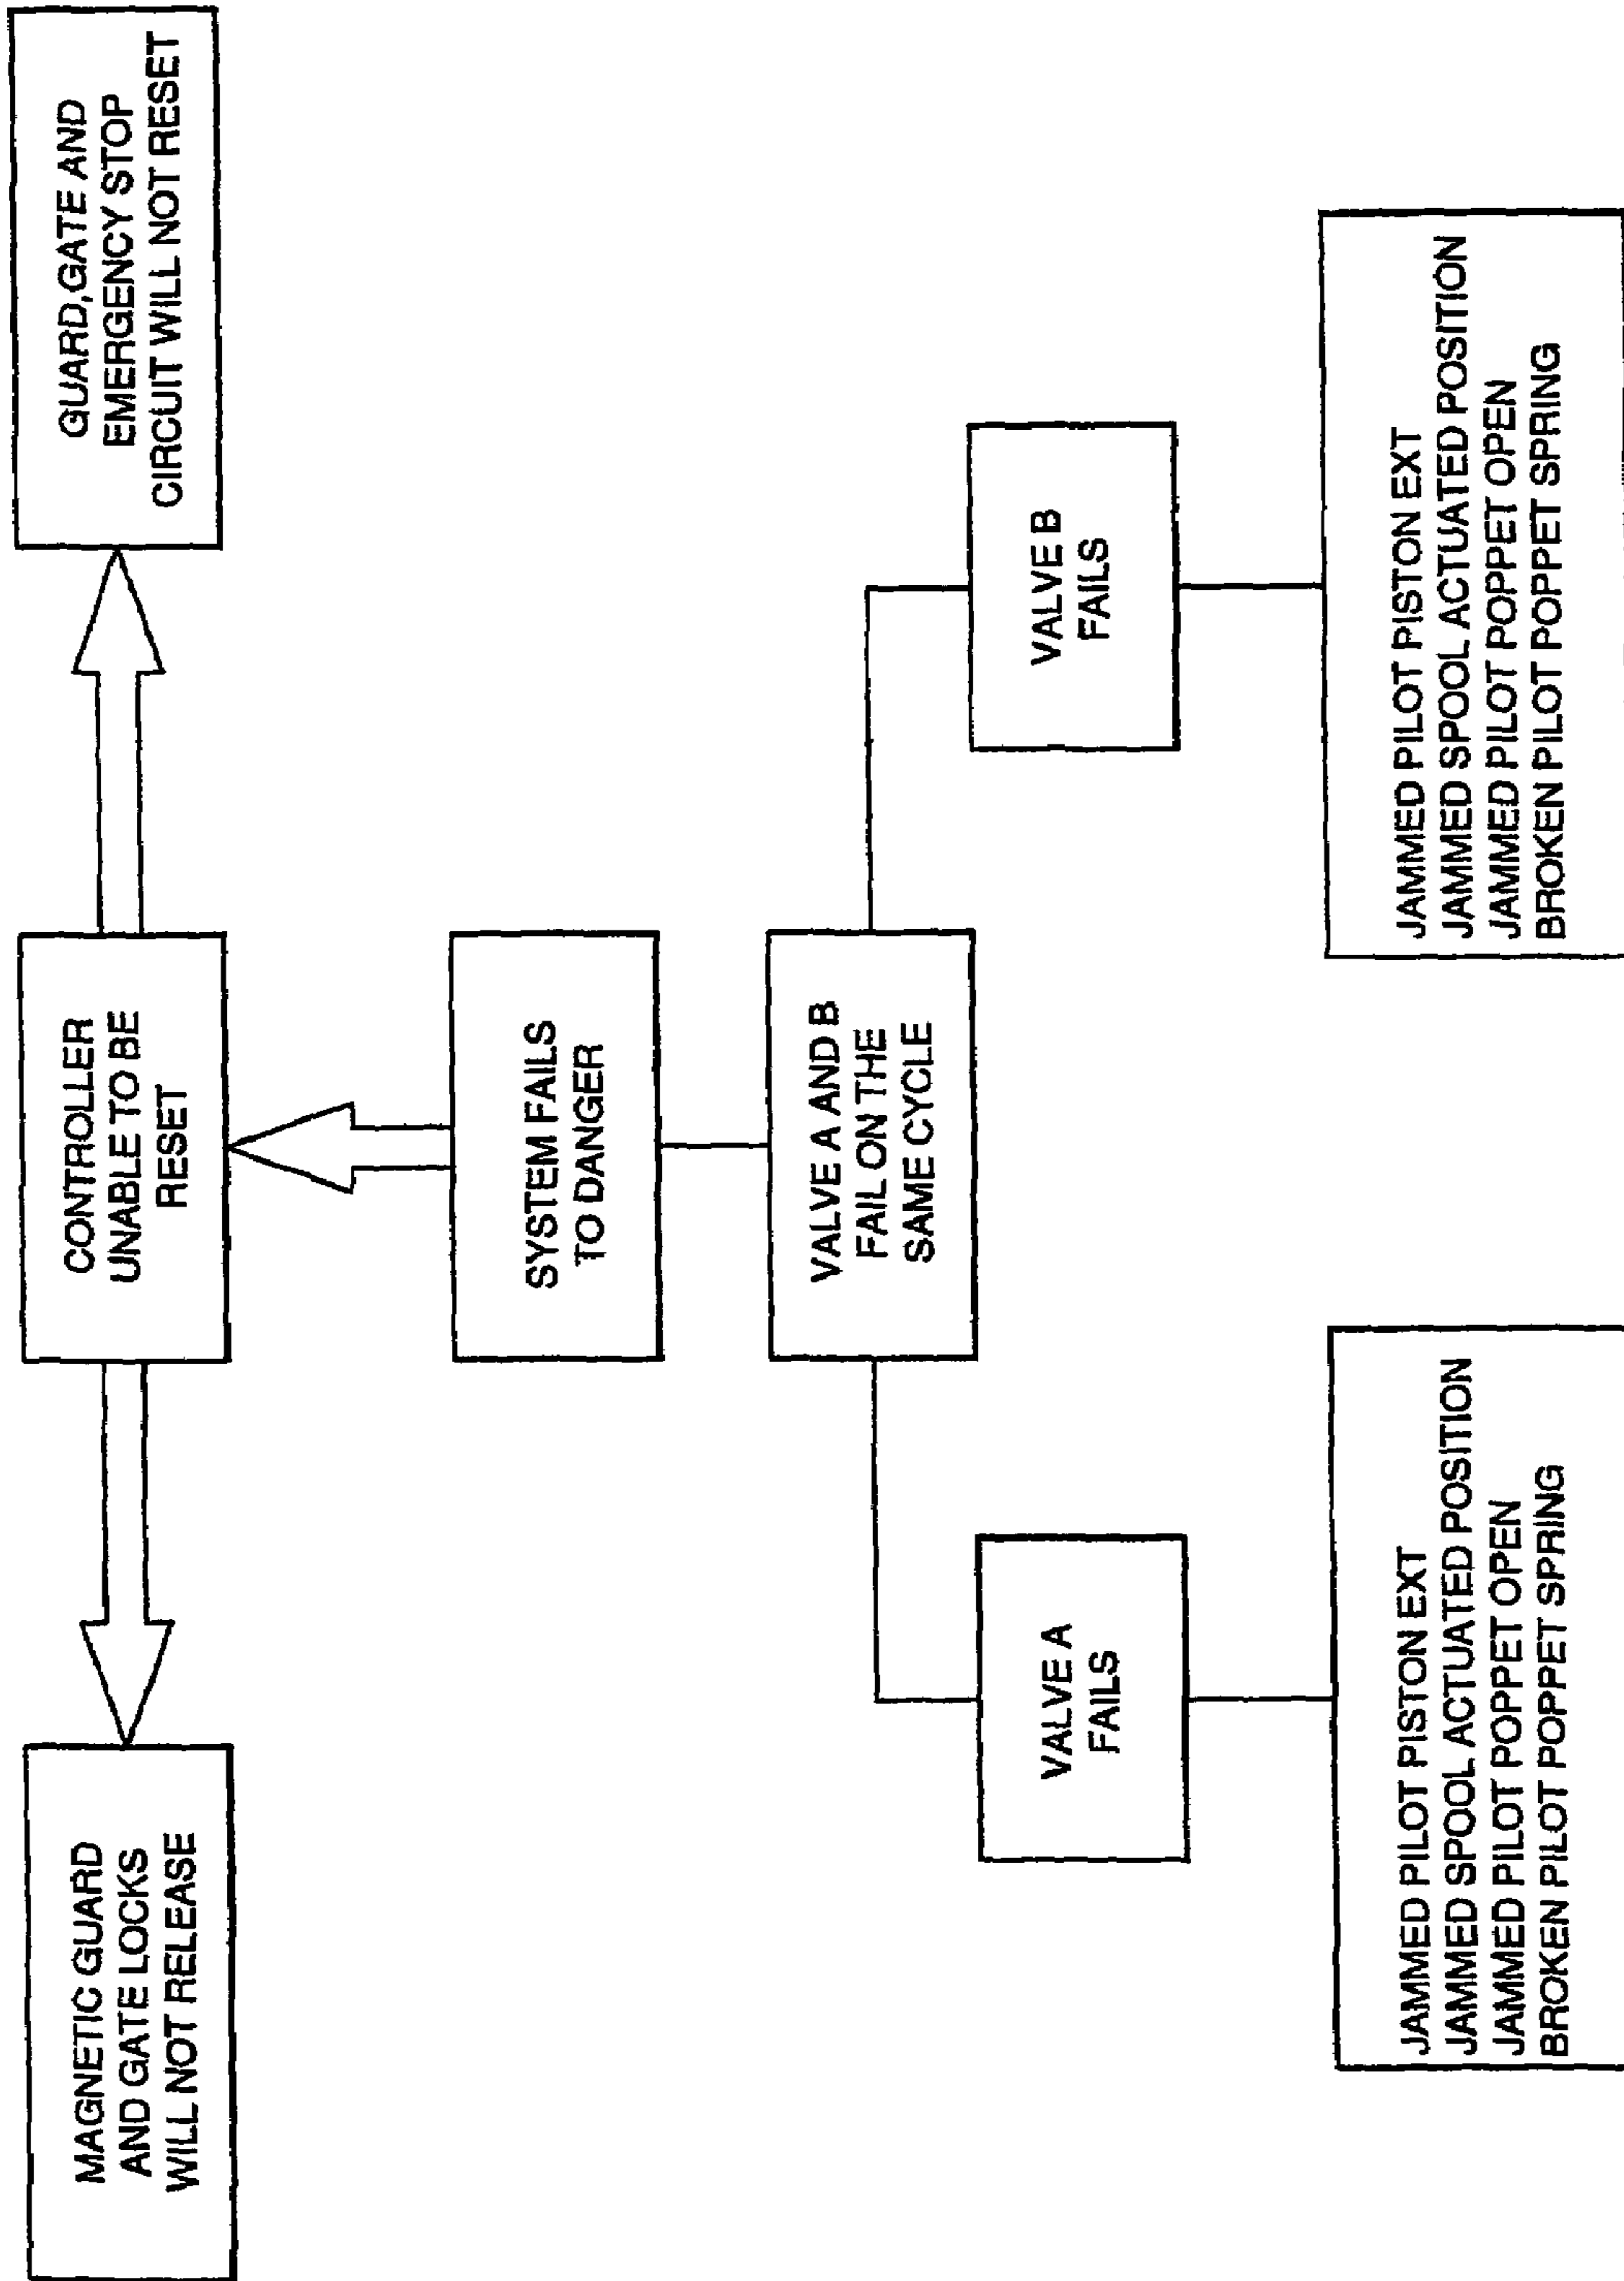 MAGNETIC GUARD
AND GATE LOCKS
WILL NOT RELEASE
CONTROLLER
UNABLE TO BE
RESET
GUARD,GATE AND
EMERGENCY STOP
CIRCUIT WILL NOT RESET
SYSTEM FAILS
TO DANGER
VALVE A AND B
FAIL ON THE
SAME CYCLE
VALVE A
FAILS
VALVE B
FAILS
JAMMED PILOT PISTON EXT
JAMMED SPOOL ACTUATED POSITION
JAMMED PILOT POPPET OPEN
BROKEN PILOT POPPET SPRING
JAMMED PILOT PISTON EXT
JAMMED SPOOL ACTUATED POSITION
JAMMED PILOT POPPET OPEN
BROKEN PILOT POPPET SPRING